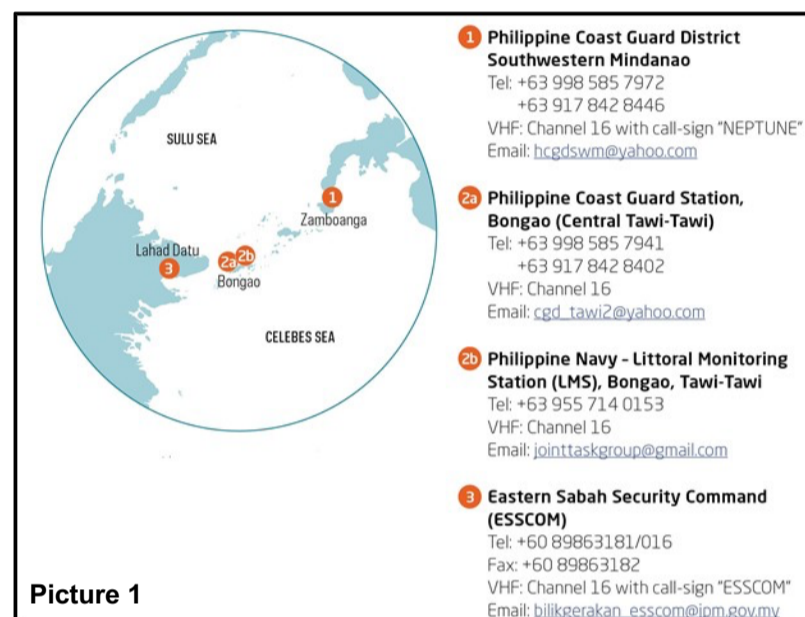 SULU SEA
1
Zamboanga
Lahad Datu
3
2a
2b
Bongao
CELEBES SEA
Picture 1
1 Philippine Coast Guard District
Southwestern Mindanao
Tel: +63 998 585 7972
+63 917 842 8446
VHF: Channel 16 with call-sign "NEPTUNE"
Email: hcgdswm@yahoo.com
2a Philippine Coast Guard Station,
Bongao (Central Tawi-Tawi)
Tel: +63 998 585 7941
+63 917 842 8402
VHF: Channel 16
Email: cgd_tawi2@yahoo.com
2b Philippine Navy - Littoral Monitoring
Station (LMS), Bongao, Tawi-Tawi
Tel: +63 955 714 0153
VHF: Channel 16
Email: jointtaskgroup@gmail.com
3 Eastern Sabah Security Command
(ESSCOM)
Tel: +60 89863181/016
Fax: +60 89863182
VHF: Channel 16 with call-sign "ESSCOM"
Email: bilikgerakan_esscom@jpm.gov.my